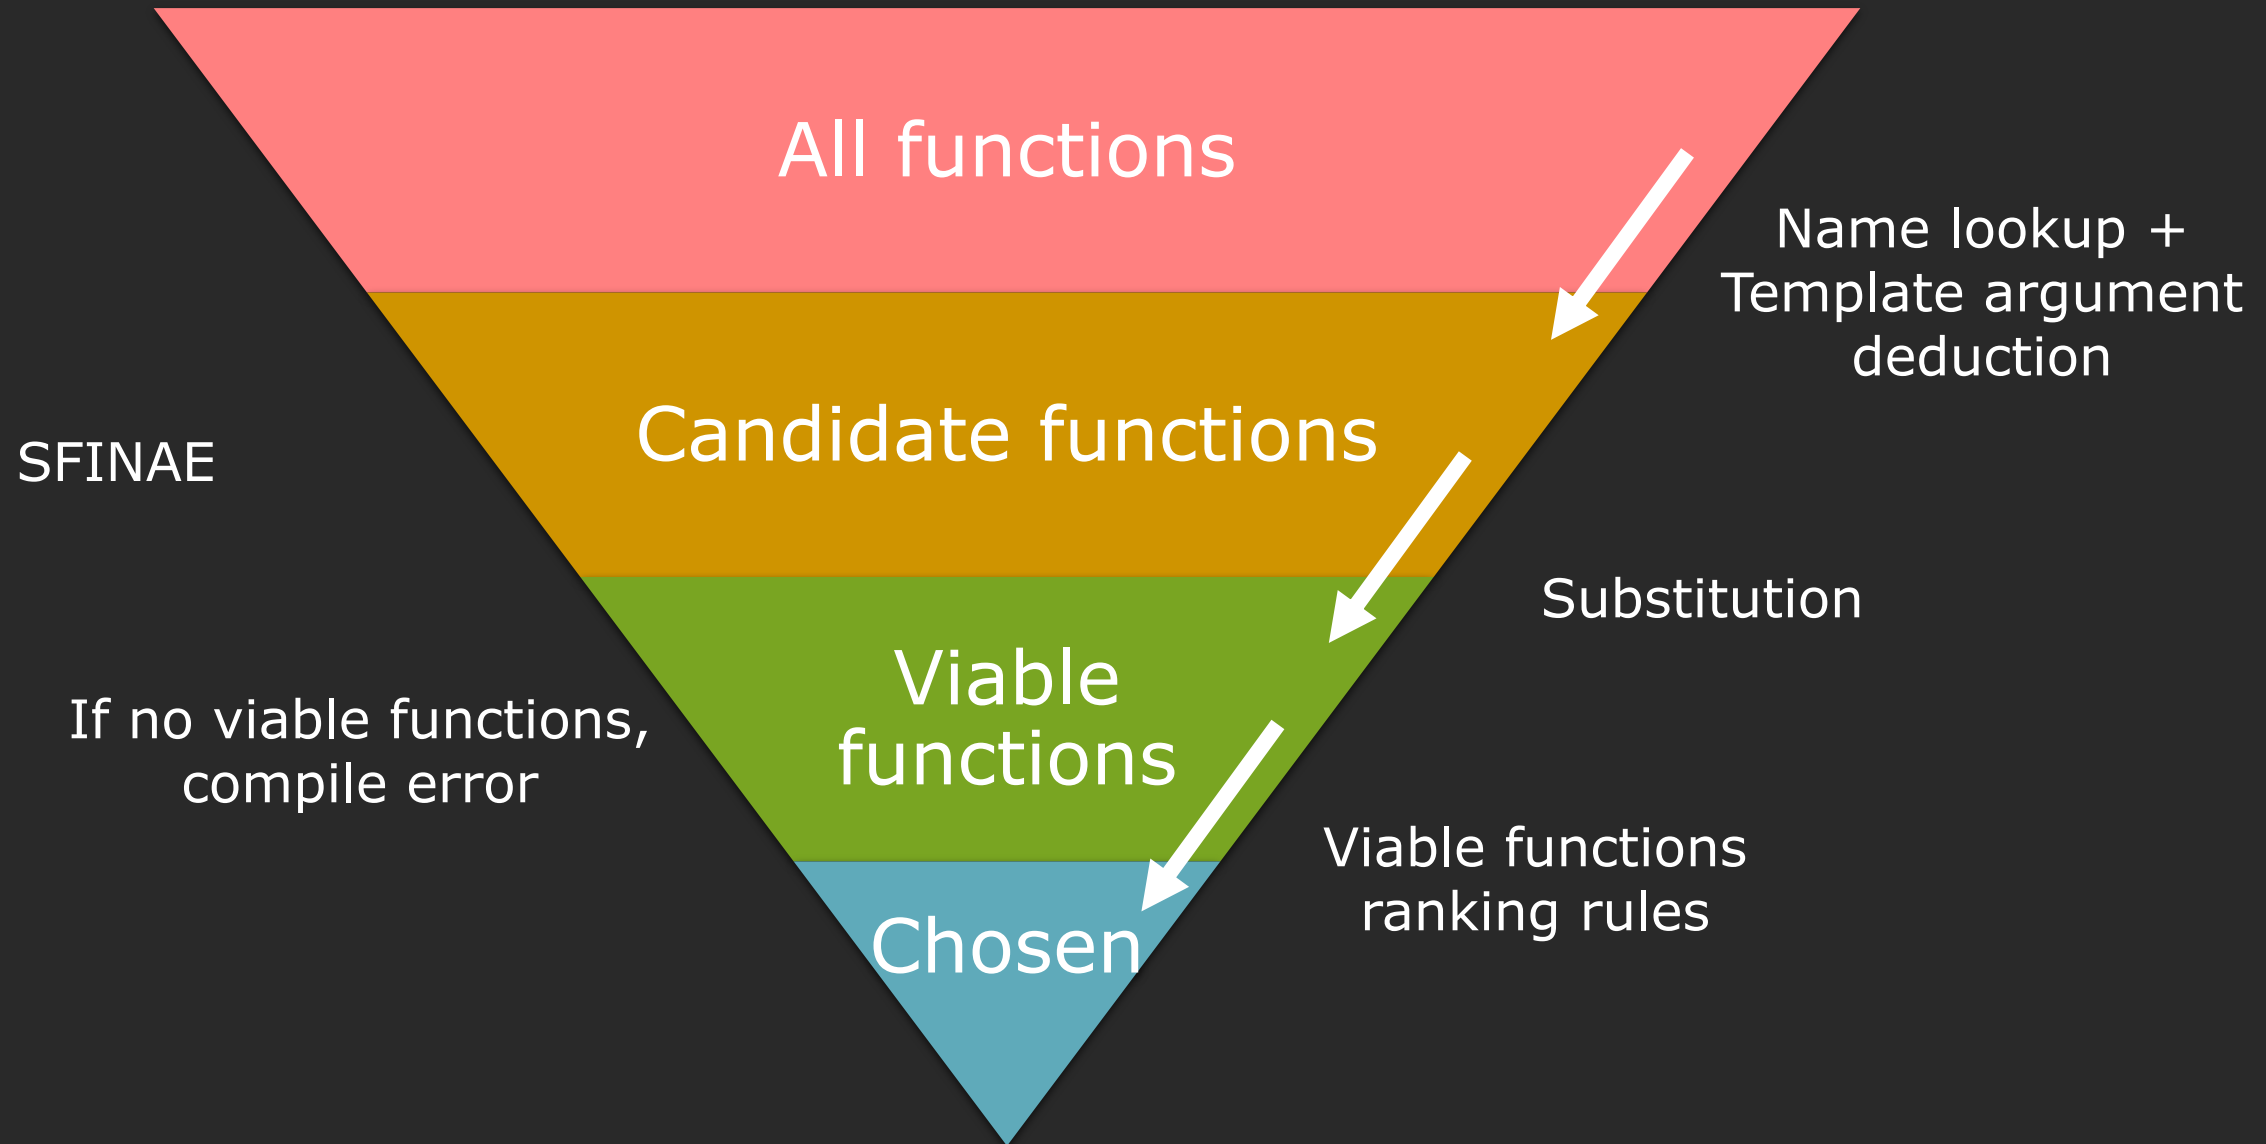 All functions
Name lookup +
Template argument
deduction
Candidate functions
SFINAE
Substitution
Viable
functions
If no viable functions,
compile error
Viable functions
ranking rules
Chosen